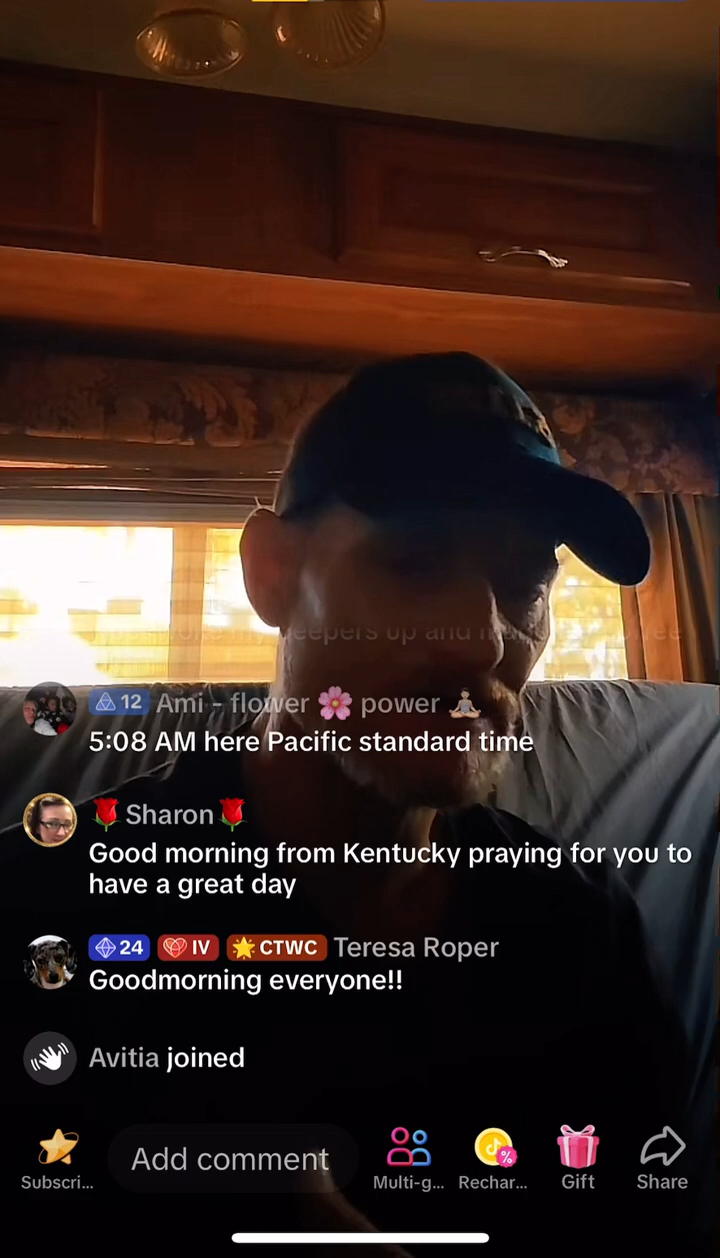 12 Ami - flower 🌸 power 🧘🏻
5:08 AM here Pacific standard time
🌹Sharon🌹
Good morning from Kentucky praying for you to
have a great day
24 IV CTWC Teresa Roper
Goodmorning everyone!!
Avitia joined
Add comment
Subscri... Multi-g... Rechar... Gift Share